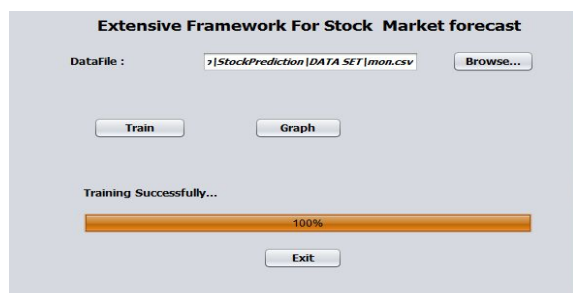 Extensive Framework For Stock Market forecast
DataFile : ?|StockPrediction|DATA SET|mon.csv Browse...
Train Graph
Training Successfully...
100%
Exit